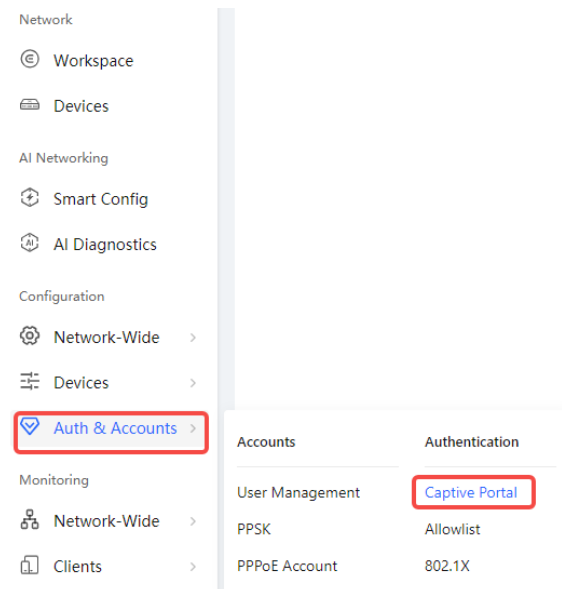 Network
Workspace
Devices
AI Networking
Smart Config
AI Diagnostics
Configuration
Network-Wide
Devices
Auth & Accounts
Monitoring
Network-Wide
Clients
Accounts
User Management
PPSK
PPPoE Account
Authentication
Captive Portal
Allowlist
802.1X